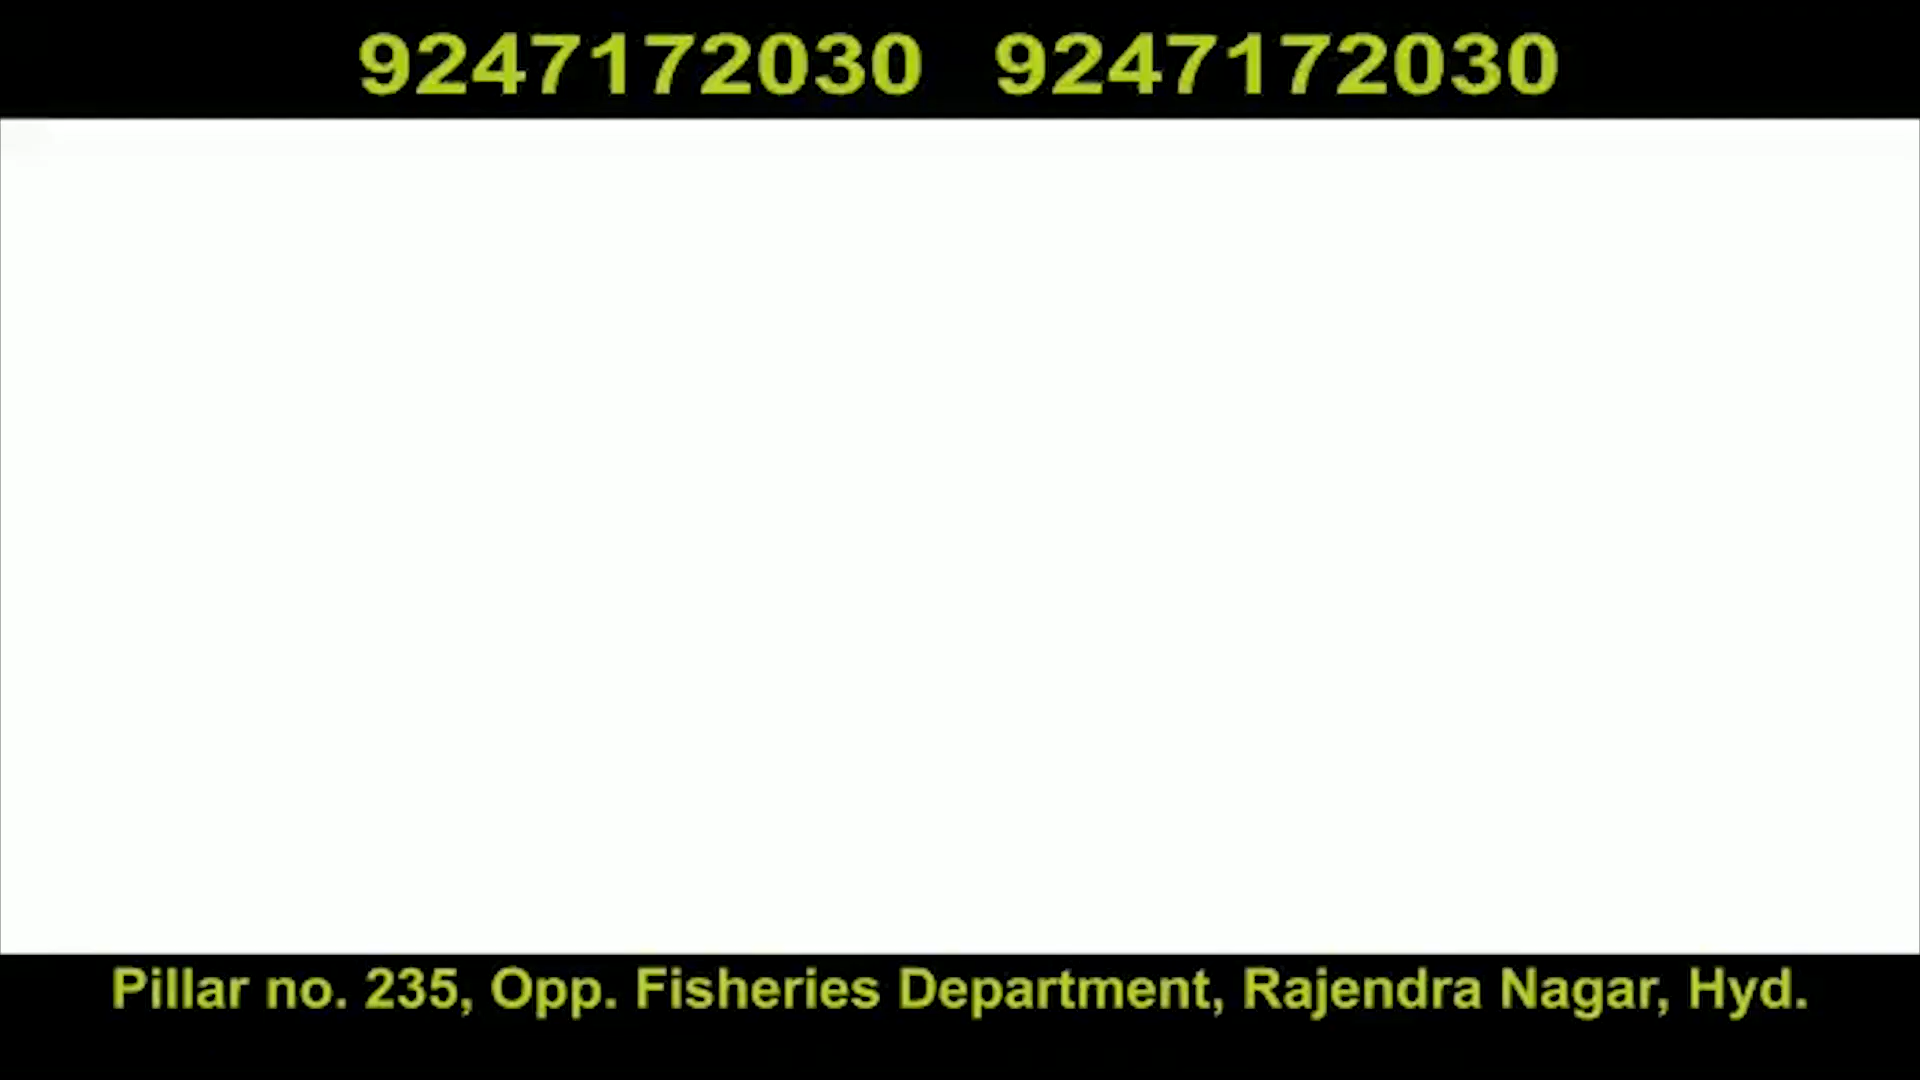 9247172030 9247172030
Pillar no. 235, Opp. Fisheries Department, Rajendra Nagar, Hyd.